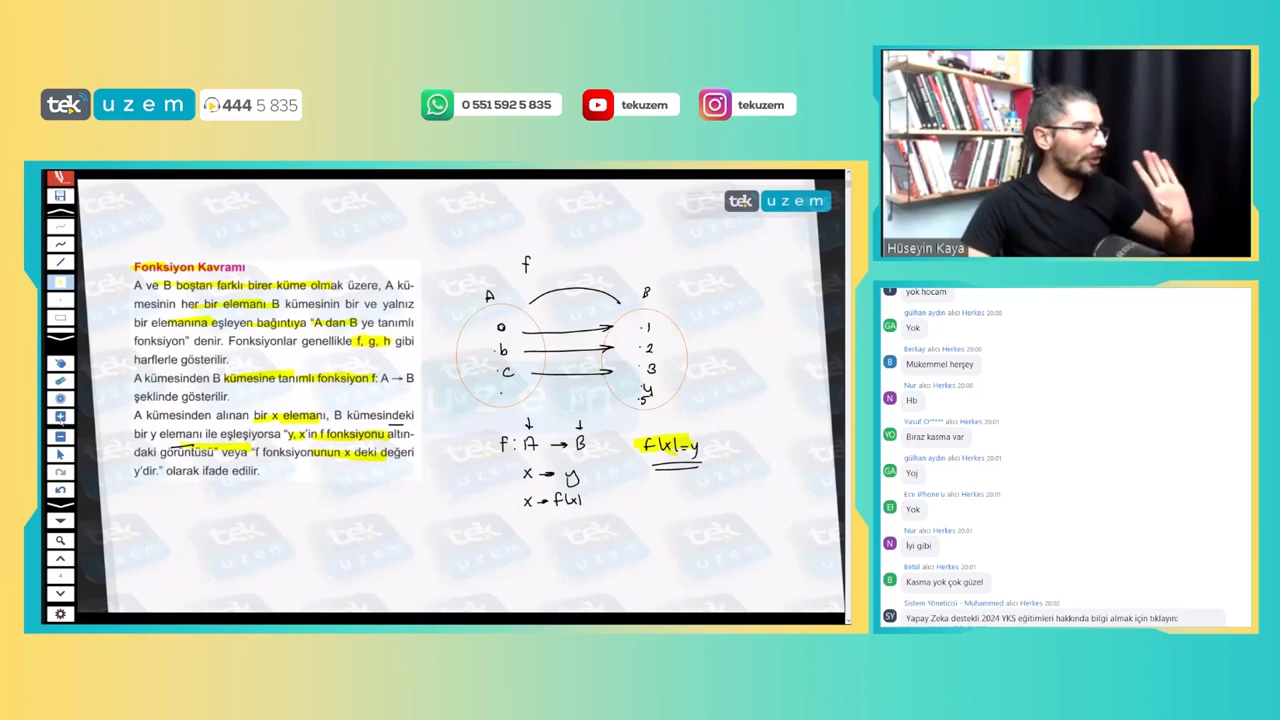 tek uzem 444 5 835
0 551 592 5 835
tekuzem
tekuzem
tek uzem
Fonksiyon Kavramı
A ve B boştan farklı birer küme olmak üzere, A kü-
mesinin her bir elemanı B kümesinin bir ve yalnız
bir elemanına eşleyen bağıntıya “A dan B ye tanımlı
fonksiyon” denir. Fonksiyonlar genellikle f, g, h gibi
harflerle gösterilir.
A kümesinden B kümesine tanımlı fonksiyon f: A → B
şeklinde gösterilir.
A kümesinden alınan bir x elemanı, B kümesindeki
bir y elemanı ile eşleşiyorsa “y, x'in f fonksiyonu altın-
daki görüntüsü” veya “f fonksiyonunun x deki değeri
y'dir.” olarak ifade edilir.
f
A B
a .1
.b .2
.c .3
4
.5
f: A → B f(x)=y
x → y
x → f(x)
Hüseyin Kaya
yok hocam
gülhan aydın alıcı Herkes 20:00
GA Yok
Berkay alıcı Herkes 20:00
B Mükemmel herşey
Nur alıcı Herkes 20:00
N Hb
Yusuf O***** alıcı Herkes 20:01
YO Biraz kasma var
gülhan aydın alıcı Herkes 20:01
GA Yoj
Ece iPhone'u alıcı Herkes 20:01
EI Yok
Nur alıcı Herkes 20:01
N İyi gibi
Betül alıcı Herkes 20:01
B Kasma yok çok güzel
Sistem Yöneticisi - Muhammed alıcı Herkes 20:02
SY Yapay Zeka destekli 2024 YKS eğitimleri hakkında bilgi almak için tıklayın: